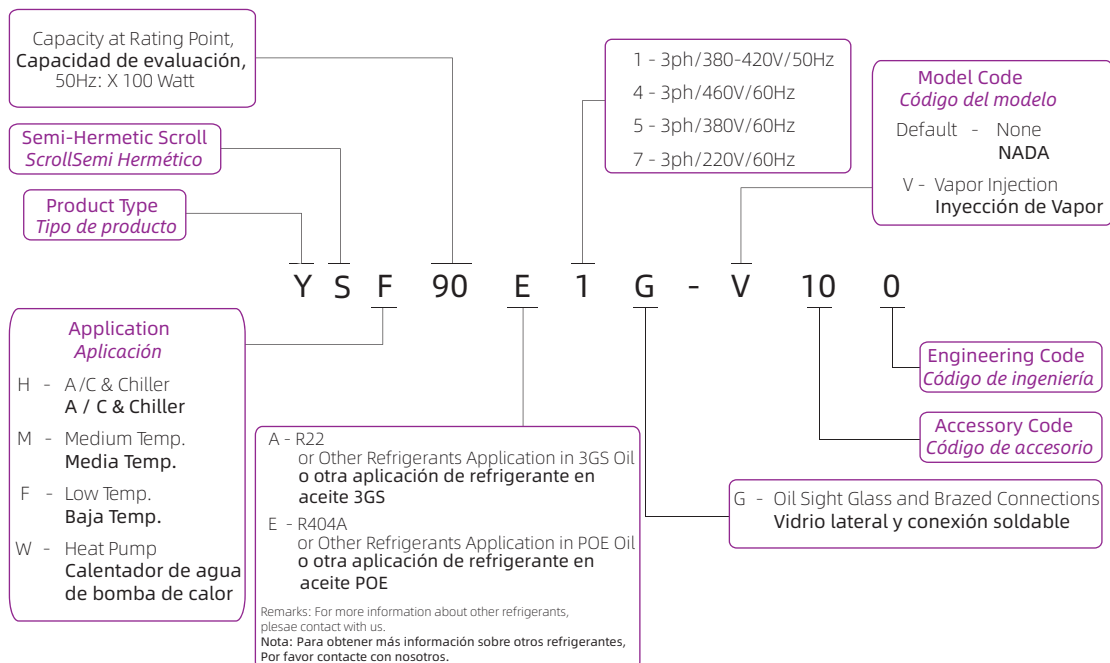 Capacity at Rating Point,
Capacidad de evaluación,
50Hz: X 100 Watt
Semi-Hermetic Scroll
ScrollSemi Hermético
Product Type
Tipo de producto
1 - 3ph/380-420V/50Hz
4 - 3ph/460V/60Hz
5 - 3ph/380V/60Hz
7 - 3ph/220V/60Hz
Model Code
Código del modelo
Default - None
NADA
V - Vapor Injection
Inyección de Vapor
Y S F 90 E 1 G - V 10 0
Application
Aplicación
H - A/C & Chiller
A / C & Chiller
M - Medium Temp.
Media Temp.
F - Low Temp.
Baja Temp.
W - Heat Pump
Calentador de agua
de bomba de calor
A - R22
or Other Refrigerants Application in 3GS Oil
o otra aplicación de refrigerante en
aceite 3GS
E - R404A
or Other Refrigerants Application in POE Oil
o otra aplicación de refrigerante en
aceite POE
Remarks: For more information about other refrigerants,
plesae contact with us.
Nota: Para obtener más información sobre otros refrigerantes,
Por favor contacte con nosotros.
Engineering Code
Código de ingeniería
Accessory Code
Código de accesorio
G - Oil Sight Glass and Brazed Connections
Vidrio lateral y conexión soldable